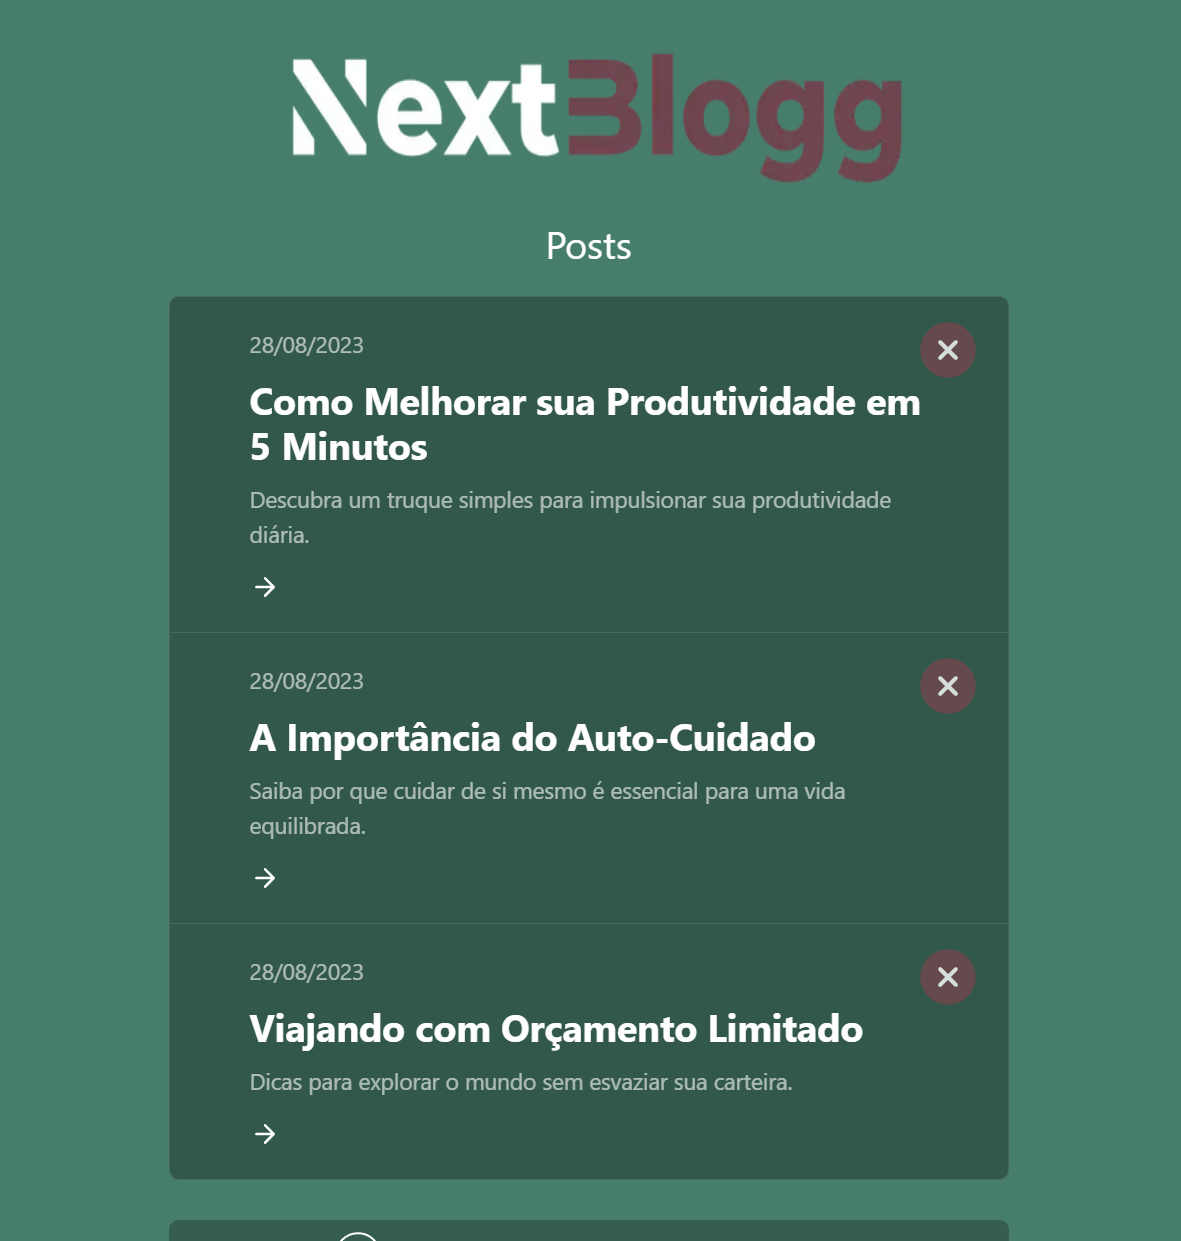 NextBlogg
Posts
28/08/2023
Como Melhorar sua Produtividade em
5 Minutos
Descubra um truque simples para impulsionar sua produtividade
diária.
28/08/2023
A Importância do Auto-Cuidado
Saiba por que cuidar de si mesmo é essencial para uma vida
equilibrada.
28/08/2023
Viajando com Orçamento Limitado
Dicas para explorar o mundo sem esvaziar sua carteira.